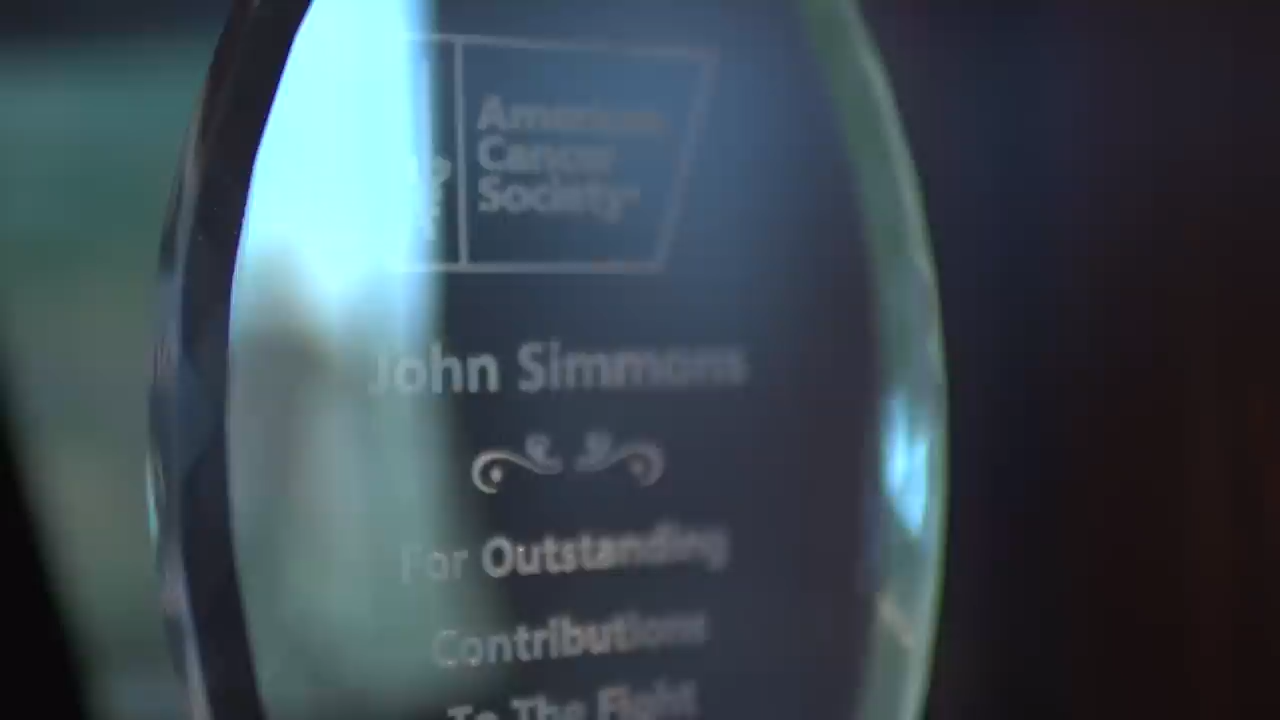 American
Cancer
Society®
John Simmons
For Outstanding
Contributions
To The Fight